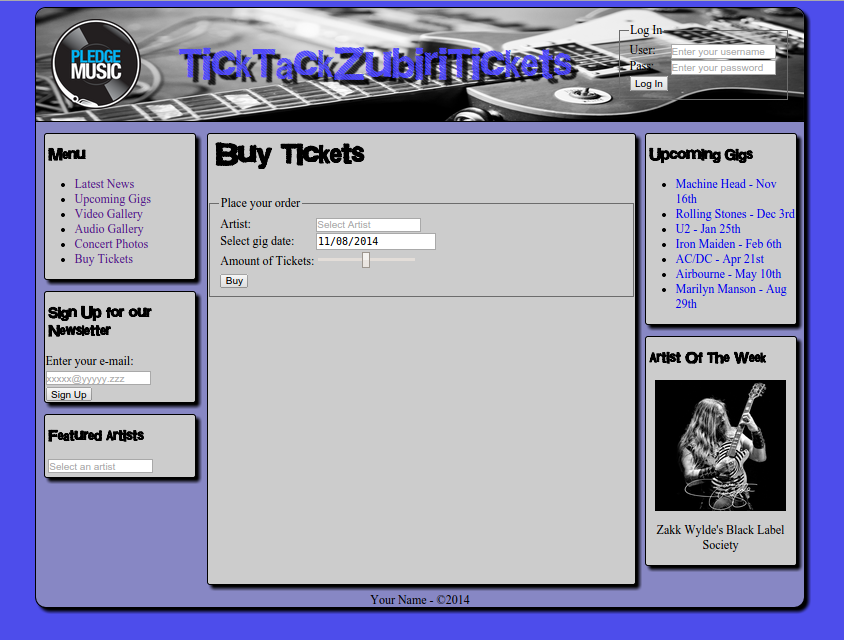 PLEDGE
MUSIC
TickTackZubiriTickets
Log In
User: Enter your username
Pass: Enter your password
Log In
Menu
Latest News
Upcoming Gigs
Video Gallery
Audio Gallery
Concert Photos
Buy Tickets
Sign Up for our
Newsletter
Enter your e-mail:
xxxxx@yyyyy.zzz
Sign Up
Featured Artists
Select an artist
Buy Tickets
Place your order
Artist: Select Artist
Select gig date: 11/08/2014
Amount of Tickets:
Buy
Upcoming Gigs
Machine Head - Nov
16th
Rolling Stones - Dec 3rd
U2 - Jan 25th
Iron Maiden - Feb 6th
AC/DC - Apr 21st
Airbourne - May 10th
Marilyn Manson - Aug
29th
Artist Of The Week
Zakk Wylde's Black Label
Society
Your Name - ©2014